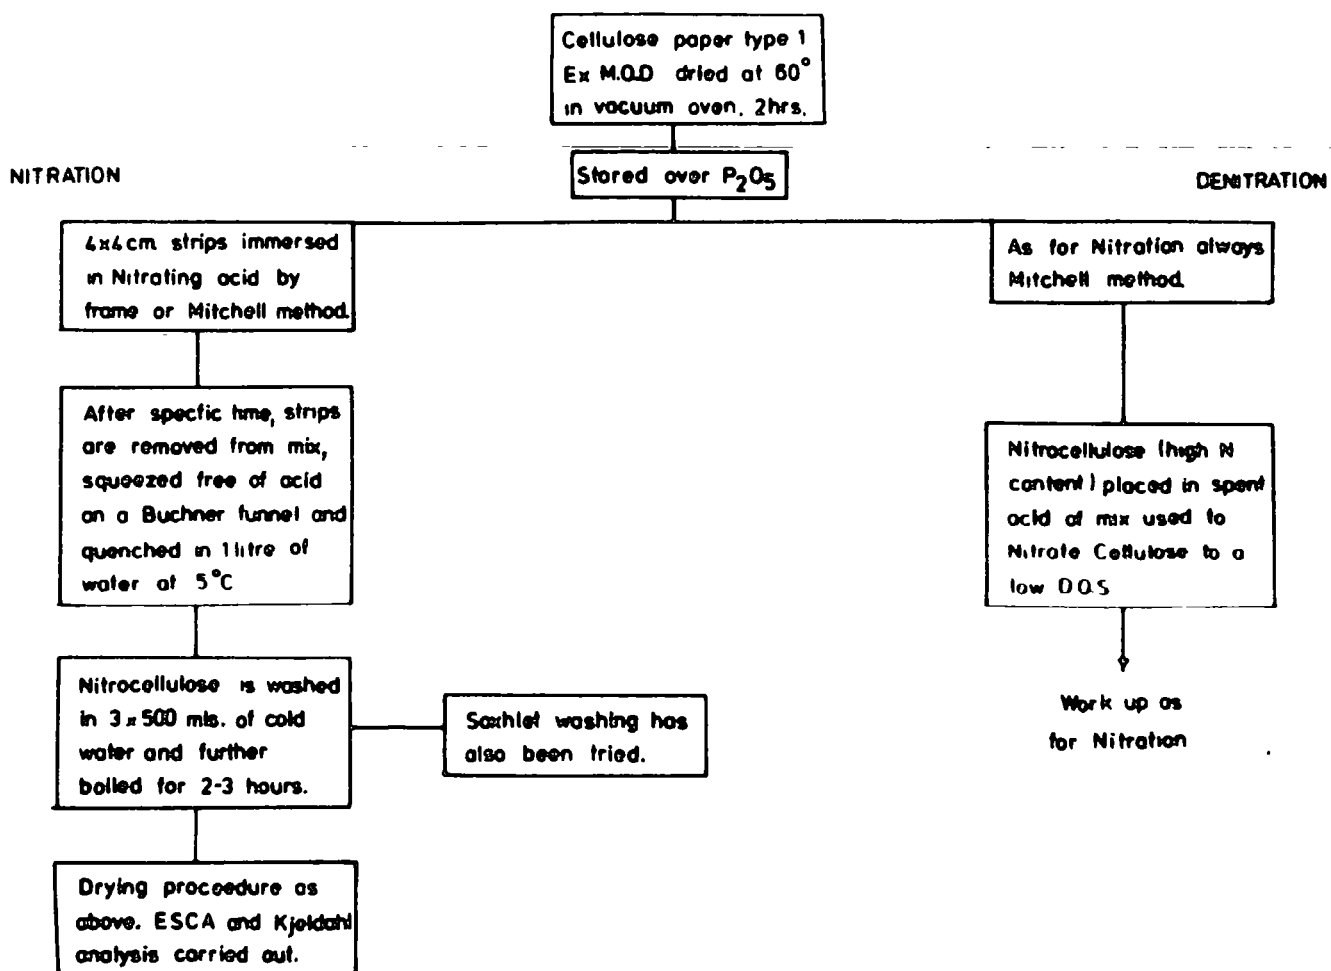 Cellulose paper type 1
Ex M.O.D dried at 60°
in vacuum oven. 2hrs.
NITRATION
Stored over P₂O₅
DENITRATION
4x4cm. strips immersed
in Nitrating acid by
frame or Mitchell method.
After specfic time, strips
are removed from mix,
squeezed free of acid
on a Buchner funnel and
quenched in 1 litre of
water at 5°C
Nitrocellulose is washed
in 3 x 500 mls. of cold
water and further
boiled for 2-3 hours.
Soxhlet washing has
also been tried.
Drying proceedure as
above. ESCA and Kjeldahl
analysis carried out.
As for Nitration always
Mitchell method.
Nitrocellulose (high N
content) placed in spent
acid of mix used to
Nitrate Cellulose to a
low D.O.S
Work up as
for Nitration